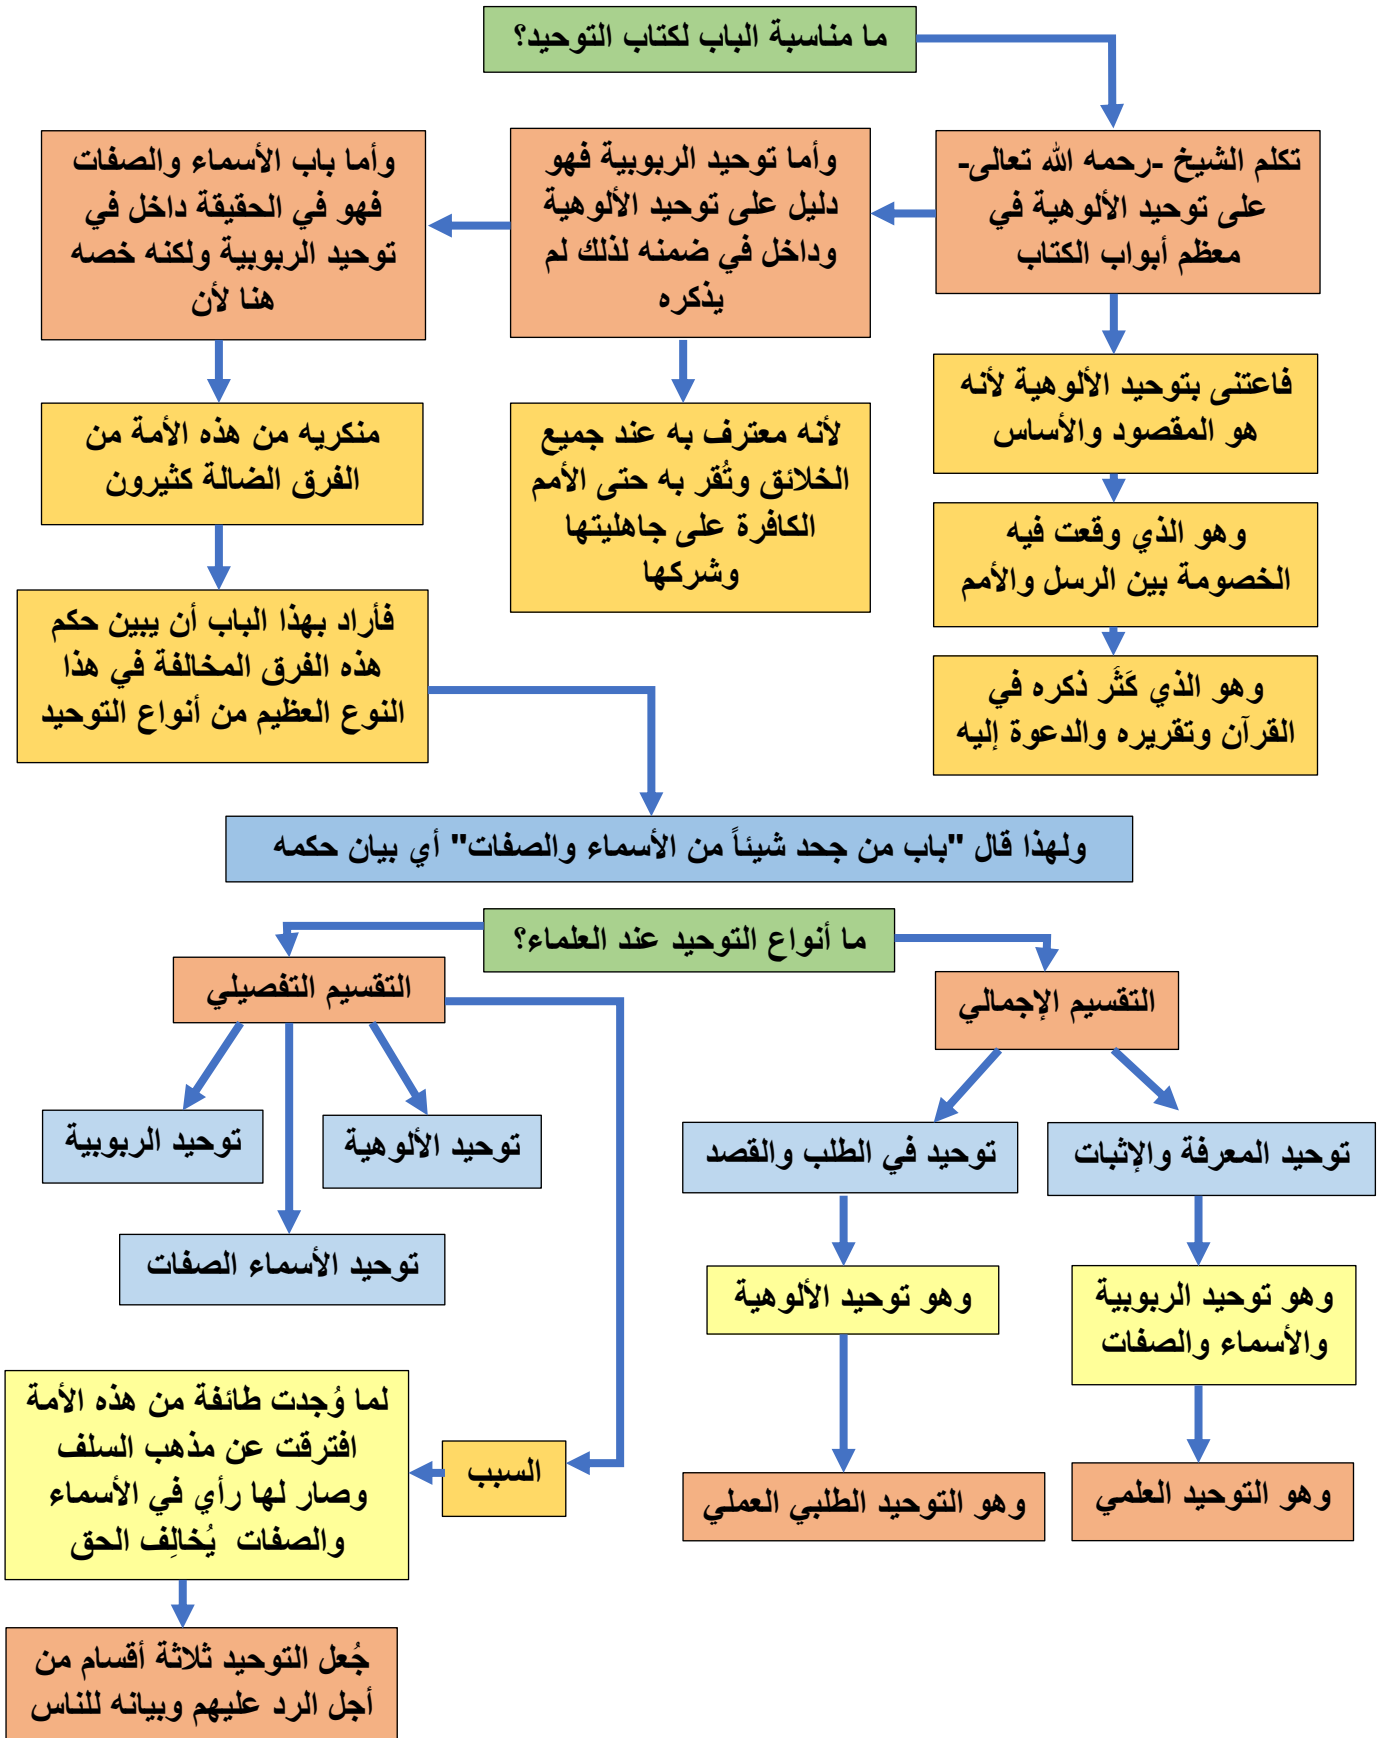 ما مناسبة الباب لكتاب التوحيد؟
تكلم الشيخ -رحمه الله تعالى-
على توحيد الألوهية في
معظم أبواب الكتاب
وأما توحيد الربوبية فهو
دليل على توحيد الألوهية
وداخل في ضمنه لذلك لم
يذكره
وأما باب الأسماء والصفات
فهو في الحقيقة داخل في
توحيد الربوبية ولكنه خصه
هنا لأن
فاعتنى بتوحيد الألوهية لأنه
هو المقصود والأساس
وهو الذي وقعت فيه
الخصومة بين الرسل والأمم
وهو الذي كَثُر ذكره في
القرآن وتقريره والدعوة إليه
لأنه معترف به عند جميع
الخلائق وتُقر به حتى الأمم
الكافرة على جاهليتها
وشركها
منكريه من هذه الأمة من
الفرق الضالة كثيرون
فأراد بهذا الباب أن يبين حكم
هذه الفرق المخالفة في هذا
النوع العظيم من أنواع التوحيد
ولهذا قال "باب من جحد شيئاً من الأسماء والصفات" أي بيان حكمه
ما أنواع التوحيد عند العلماء؟
التقسيم الإجمالي
توحيد المعرفة والإثبات
وهو توحيد الربوبية
والأسماء والصفات
وهو التوحيد العلمي
توحيد في الطلب والقصد
وهو توحيد الألوهية
وهو التوحيد الطلبي العملي
التقسيم التفصيلي
توحيد الألوهية
توحيد الربوبية
توحيد الأسماء الصفات
السبب
لما وُجدت طائفة من هذه الأمة
افترقت عن مذهب السلف
وصار لها رأي في الأسماء
والصفات يُخالِف الحق
جُعل التوحيد ثلاثة أقسام من
أجل الرد عليهم وبيانه للناس